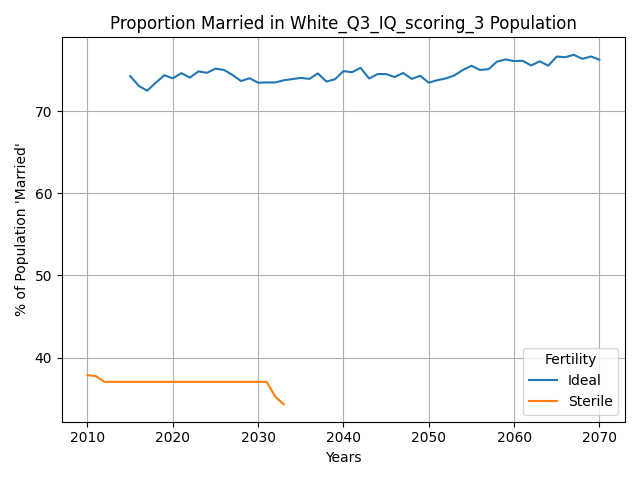 Proportion Married in White_Q3_IQ_scoring_3 Population
% of Population 'Married'
70
60
50
40
2010 2020 2030 2040 2050 2060 2070
Years
Fertility
Ideal
Sterile